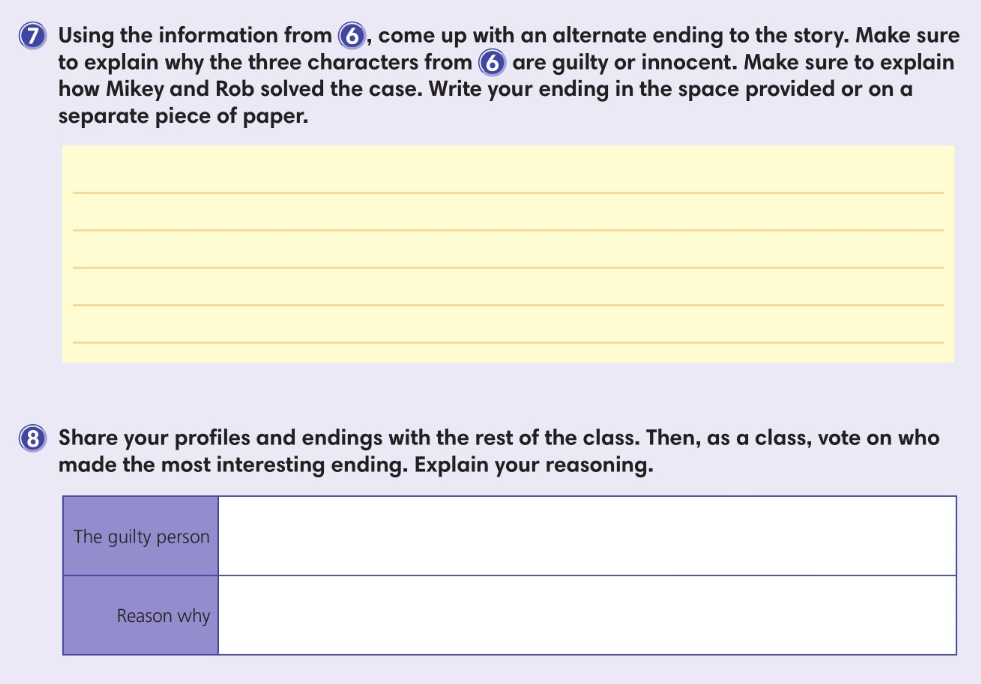 7 Using the information from 6, come up with an alternate ending to the story. Make sure
to explain why the three characters from 6 are guilty or innocent. Make sure to explain
how Mikey and Rob solved the case. Write your ending in the space provided or on a
separate piece of paper.
8 Share your profiles and endings with the rest of the class. Then, as a class, vote on who
made the most interesting ending. Explain your reasoning.
The guilty person
Reason why